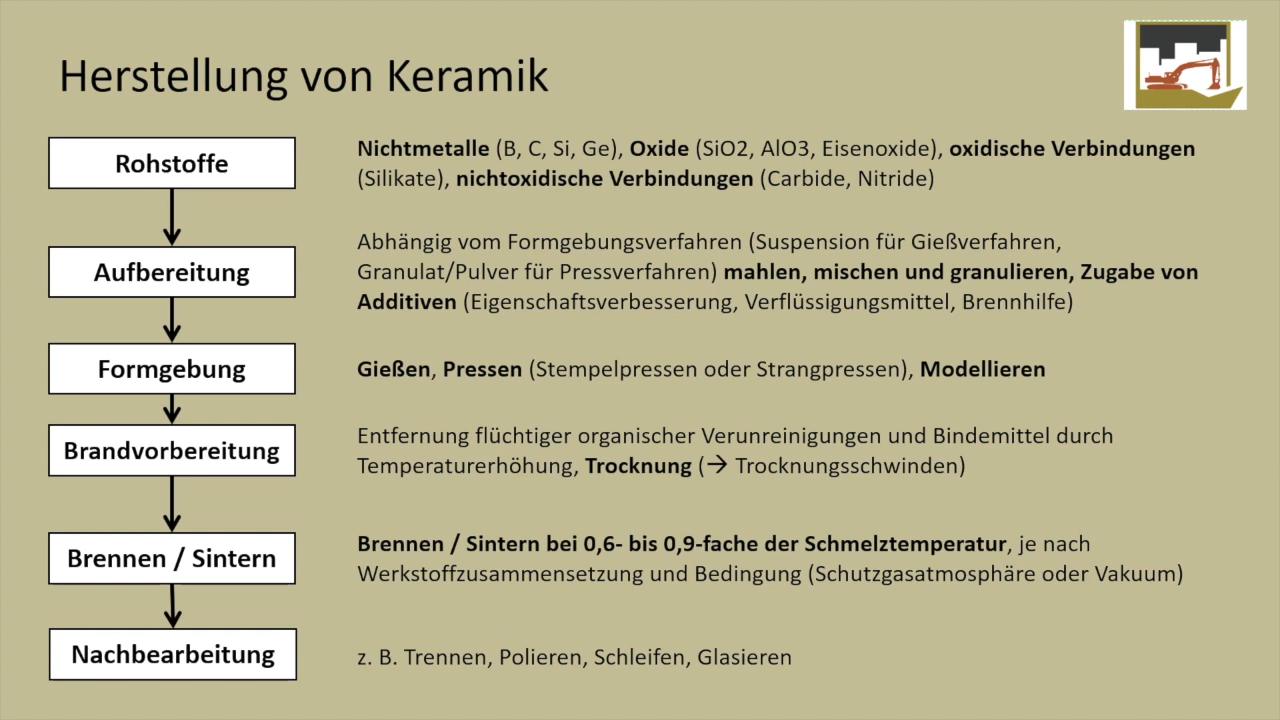 Herstellung von Keramik
Rohstoffe
Nichtmetalle (B, C, Si, Ge), Oxide (SiO2, AlO3, Eisenoxide), oxidische Verbindungen
(Silikate), nichtoxidische Verbindungen (Carbide, Nitride)
Aufbereitung
Abhängig vom Formgebungsverfahren (Suspension für Gießverfahren,
Granulat/Pulver für Pressverfahren) mahlen, mischen und granulieren, Zugabe von
Additiven (Eigenschaftsverbesserung, Verflüssigungsmittel, Brennhilfe)
Formgebung
Gießen, Pressen (Stempelpressen oder Strangpressen), Modellieren
Brandvorbereitung
Entfernung flüchtiger organischer Verunreinigungen und Bindemittel durch
Temperaturerhöhung, Trocknung (→ Trocknungsschwinden)
Brennen / Sintern
Brennen / Sintern bei 0,6- bis 0,9-fache der Schmelztemperatur, je nach
Werkstoffzusammensetzung und Bedingung (Schutzgasatmosphäre oder Vakuum)
Nachbearbeitung
z. B. Trennen, Polieren, Schleifen, Glasieren